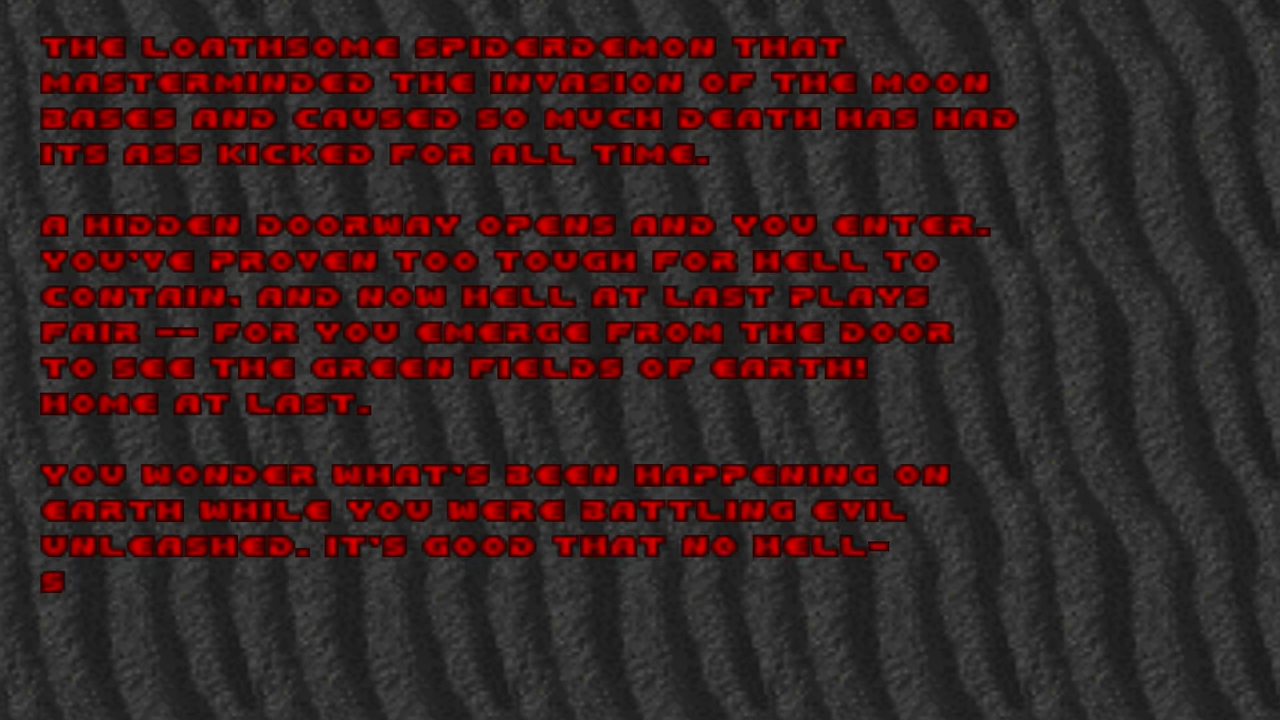 THE LOATHSOME SPIDERDEMON THAT
MASTERMINDED THE INVASION OF THE MOON
BASES AND CAUSED SO MUCH DEATH HAS HAD
ITS ASS KICKED FOR ALL TIME.
A HIDDEN DOORWAY OPENS AND YOU ENTER.
YOU'VE PROVEN TOO TOUGH FOR HELL TO
CONTAIN, AND NOW HELL AT LAST PLAYS
FAIR -- FOR YOU EMERGE FROM THE DOOR
TO SEE THE GREEN FIELDS OF EARTH!
HOME AT LAST.
YOU WONDER WHAT'S BEEN HAPPENING ON
EARTH WHILE YOU WERE BATTLING EVIL
UNLEASHED. IT'S GOOD THAT NO HELL-
S